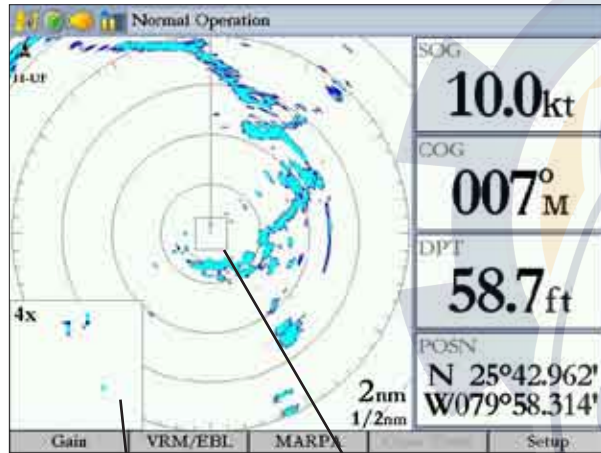 Normal Operation
H-UP
SOG
10.0kt
COG
007°M
DPT
58.7ft
POSN
N 25°42.962'
W079°58.314'
4x
2nm
1/2nm
Gain
VRM/EBL
MARPA
Setup